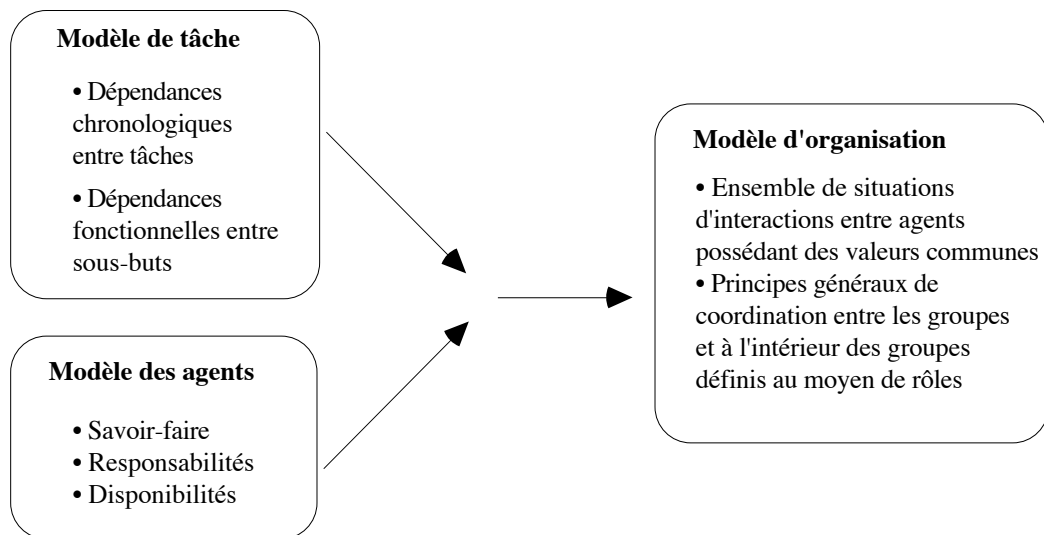 Modèle de tâche
• Dépendances
chronologiques
entre tâches
• Dépendances
fonctionnelles entre
sous-buts
Modèle des agents
• Savoir-faire
• Responsabilités
• Disponibilités
Modèle d'organisation
• Ensemble de situations
d'interactions entre agents
possédant des valeurs communes
• Principes généraux de
coordination entre les groupes
et à l'intérieur des groupes
définis au moyen de rôles